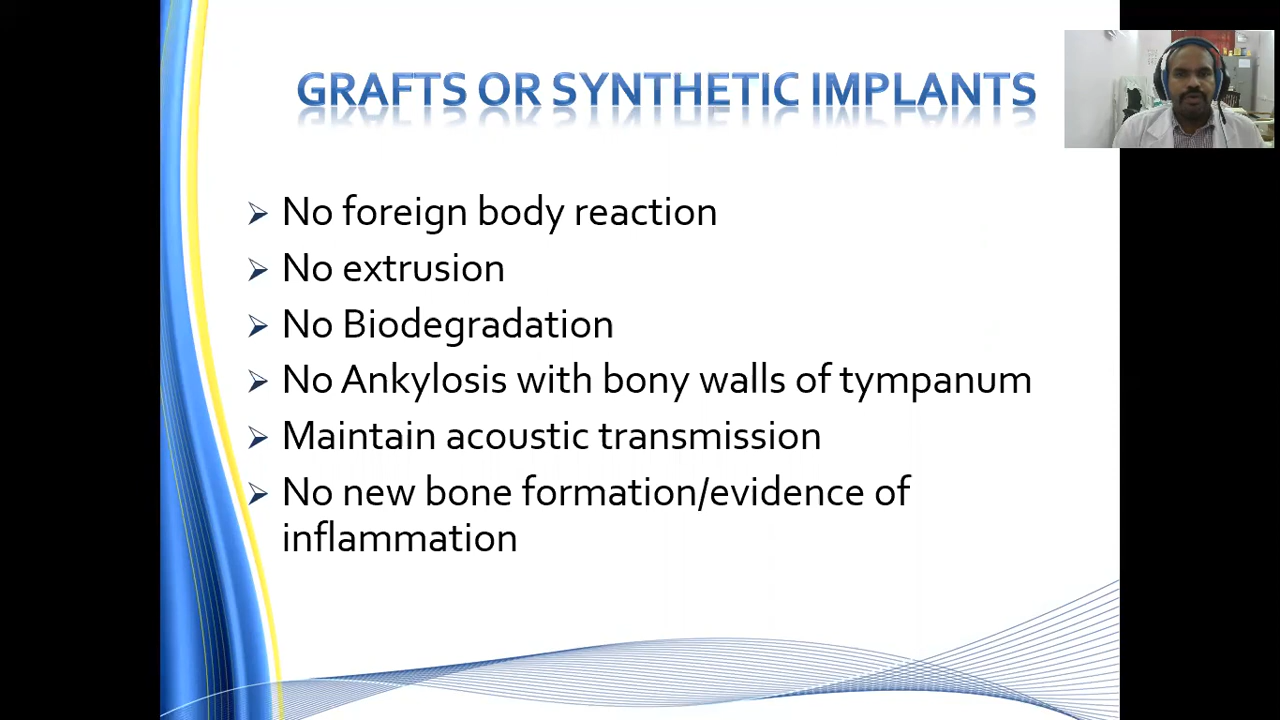 GRAFTS OR SYNTHETIC IMPLANTS
No foreign body reaction
No extrusion
No Biodegradation
No Ankylosis with bony walls of tympanum
Maintain acoustic transmission
No new bone formation/evidence of
inflammation